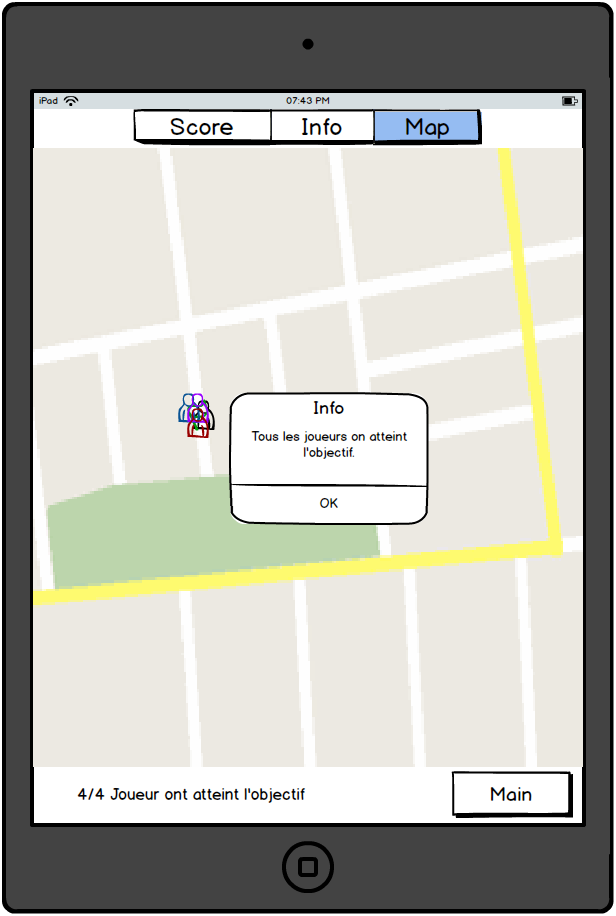 iPad 07:43 PM
Score Info Map
Info
Tous les joueurs on atteint
l'objectif.
OK
4/4 Joueur ont atteint l'objectif
Main